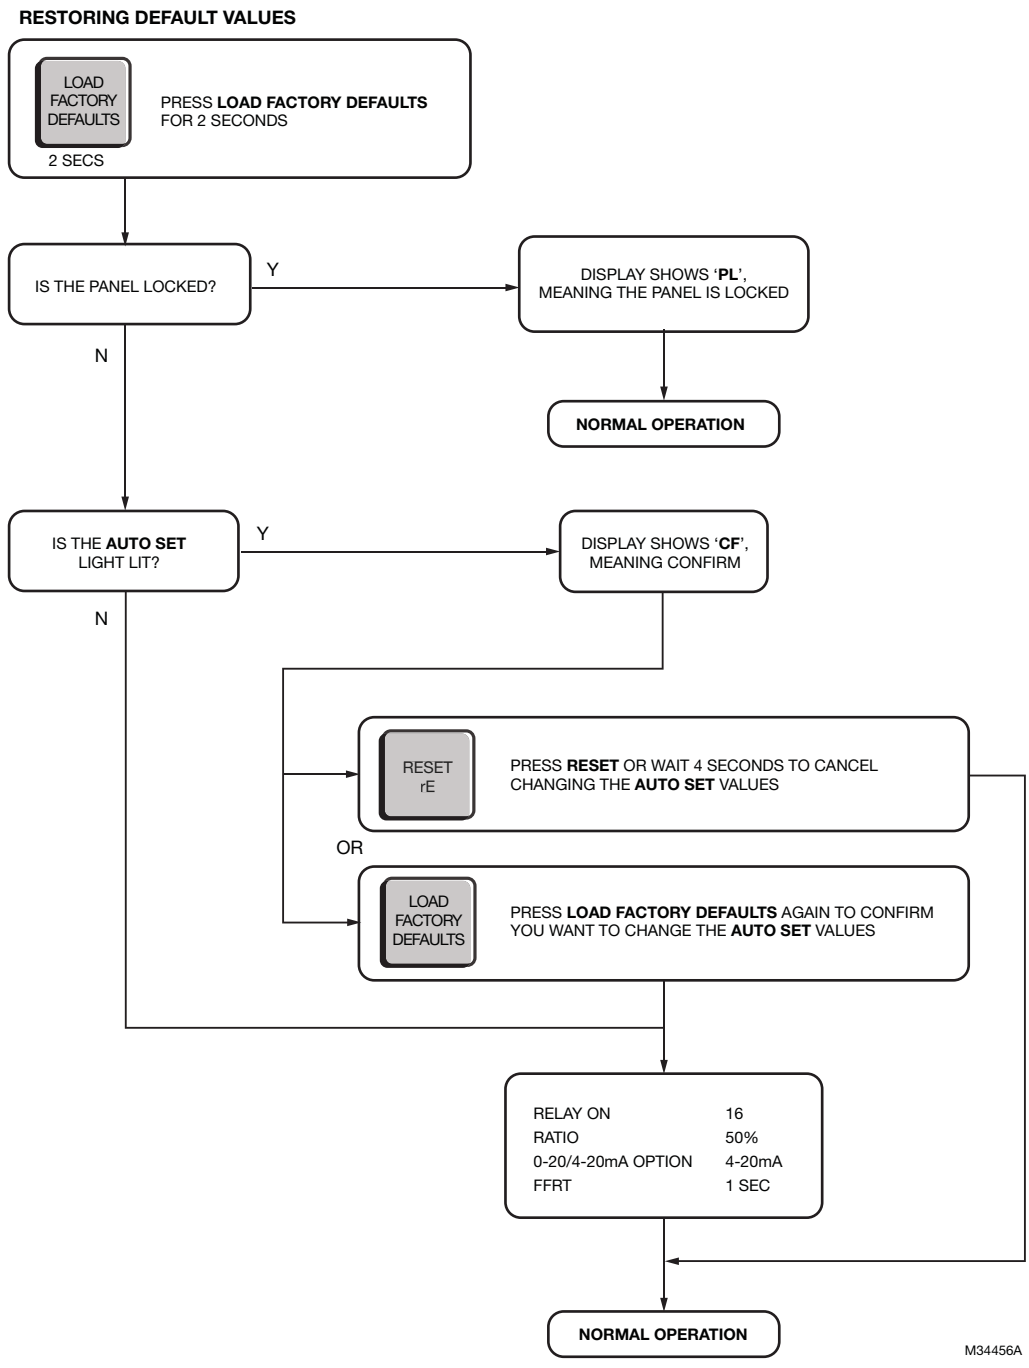 RESTORING DEFAULT VALUES
LOAD
FACTORY
DEFAULTS
2 SECS
PRESS LOAD FACTORY DEFAULTS
FOR 2 SECONDS
IS THE PANEL LOCKED?
Y
DISPLAY SHOWS ‘PL’,
MEANING THE PANEL IS LOCKED
N
NORMAL OPERATION
IS THE AUTO SET
LIGHT LIT?
Y
DISPLAY SHOWS ‘CF’,
MEANING CONFIRM
N
RESET
rE
PRESS RESET OR WAIT 4 SECONDS TO CANCEL
CHANGING THE AUTO SET VALUES
OR
LOAD
FACTORY
DEFAULTS
PRESS LOAD FACTORY DEFAULTS AGAIN TO CONFIRM
YOU WANT TO CHANGE THE AUTO SET VALUES
RELAY ON 16
RATIO 50%
0-20/4-20mA OPTION 4-20mA
FFRT 1 SEC
NORMAL OPERATION
M34456A